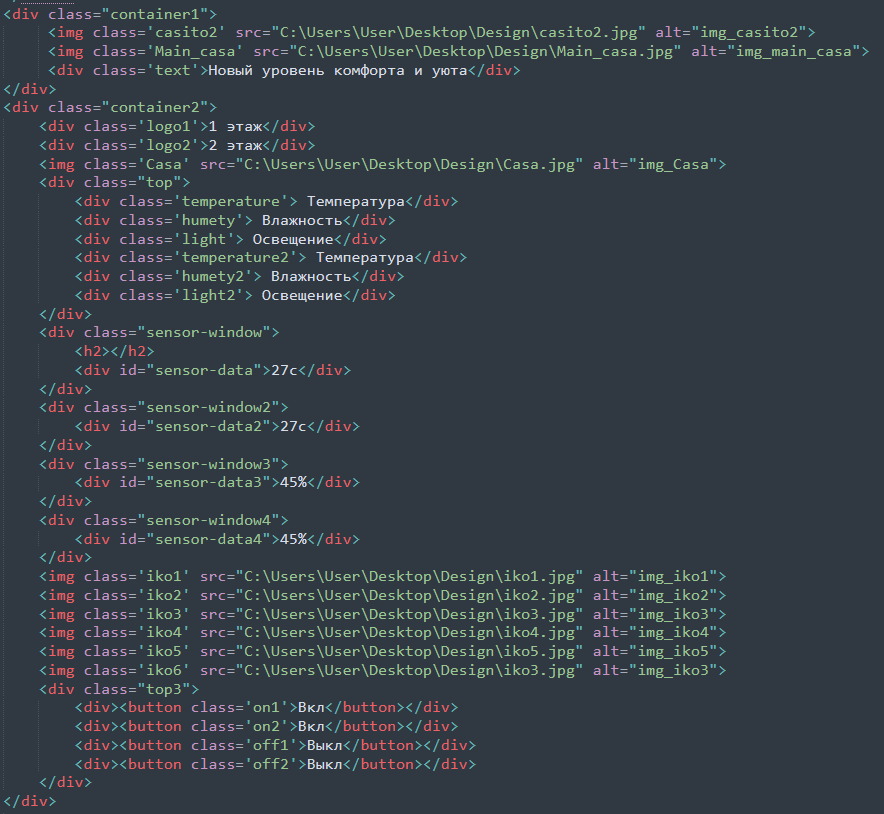 <div class="container1">
<img class='casito2' src="C:\Users\User\Desktop\Design\casito2.jpg" alt="img_casito2">
<img class='Main_casa' src="C:\Users\User\Desktop\Design\Main_casa.jpg" alt="img_main_casa">
<div class='text'>Новый уровень комфорта и уюта</div>
</div>
<div class="container2">
<div class='logo1'>1 этаж</div>
<div class='logo2'>2 этаж</div>
<img class='Casa' src="C:\Users\User\Desktop\Design\Casa.jpg" alt="img_Casa">
<div class="top">
<div class='temperature'> Температура</div>
<div class='humety'> Влажность</div>
<div class='light'> Освещение</div>
<div class='temperature2'> Температура</div>
<div class='humety2'> Влажность</div>
<div class='light2'> Освещение</div>
</div>
<div class="sensor-window">
<h2></h2>
<div id="sensor-data">27с</div>
</div>
<div class="sensor-window2">
<div id="sensor-data2">27с</div>
</div>
<div class="sensor-window3">
<div id="sensor-data3">45%</div>
</div>
<div class="sensor-window4">
<div id="sensor-data4">45%</div>
</div>
<img class='iko1' src="C:\Users\User\Desktop\Design\iko1.jpg" alt="img_iko1">
<img class='iko2' src="C:\Users\User\Desktop\Design\iko2.jpg" alt="img_iko2">
<img class='iko3' src="C:\Users\User\Desktop\Design\iko3.jpg" alt="img_iko3">
<img class='iko4' src="C:\Users\User\Desktop\Design\iko4.jpg" alt="img_iko4">
<img class='iko5' src="C:\Users\User\Desktop\Design\iko5.jpg" alt="img_iko5">
<img class='iko6' src="C:\Users\User\Desktop\Design\iko3.jpg" alt="img_iko3">
<div class="top3">
<div><button class='on1'>Вкл</button></div>
<div><button class='on2'>Вкл</button></div>
<div><button class='off1'>Выкл</button></div>
<div><button class='off2'>Выкл</button></div>
</div>
</div>